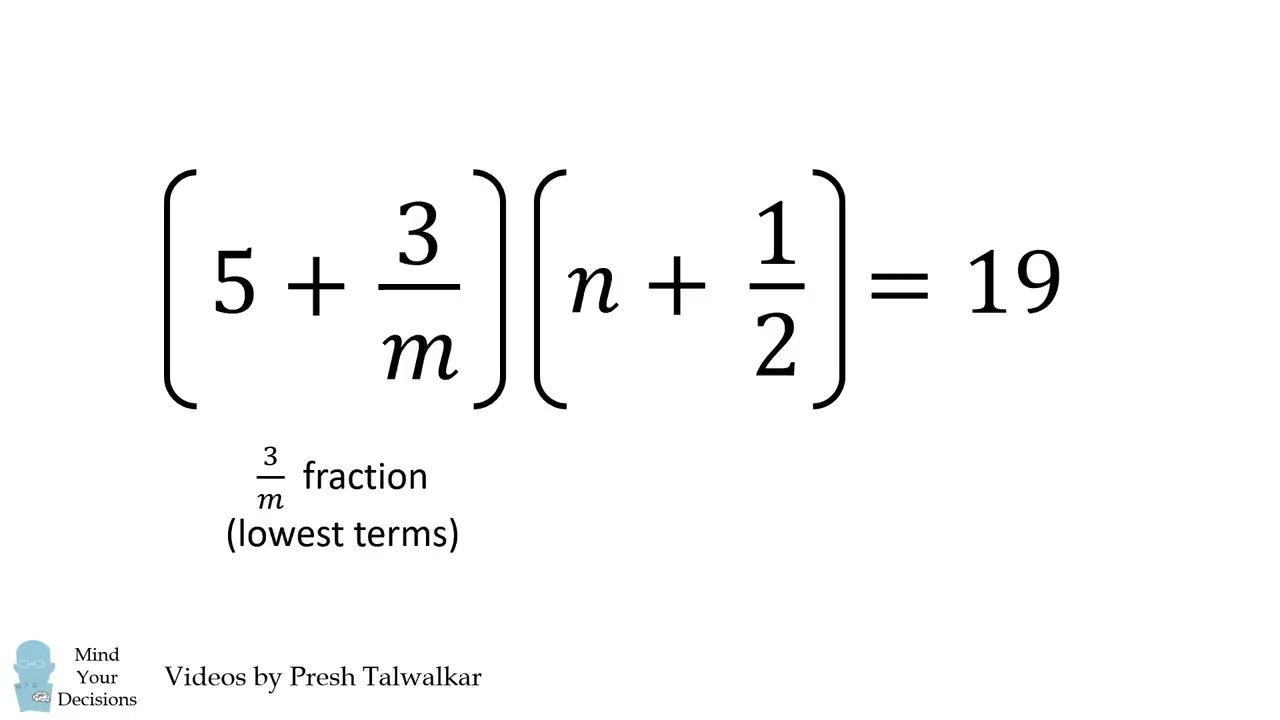 (5 + 3/m)(n + 1/2) = 19
3/m fraction
(lowest terms)
Mind
Your
Decisions
Videos by Presh Talwalkar